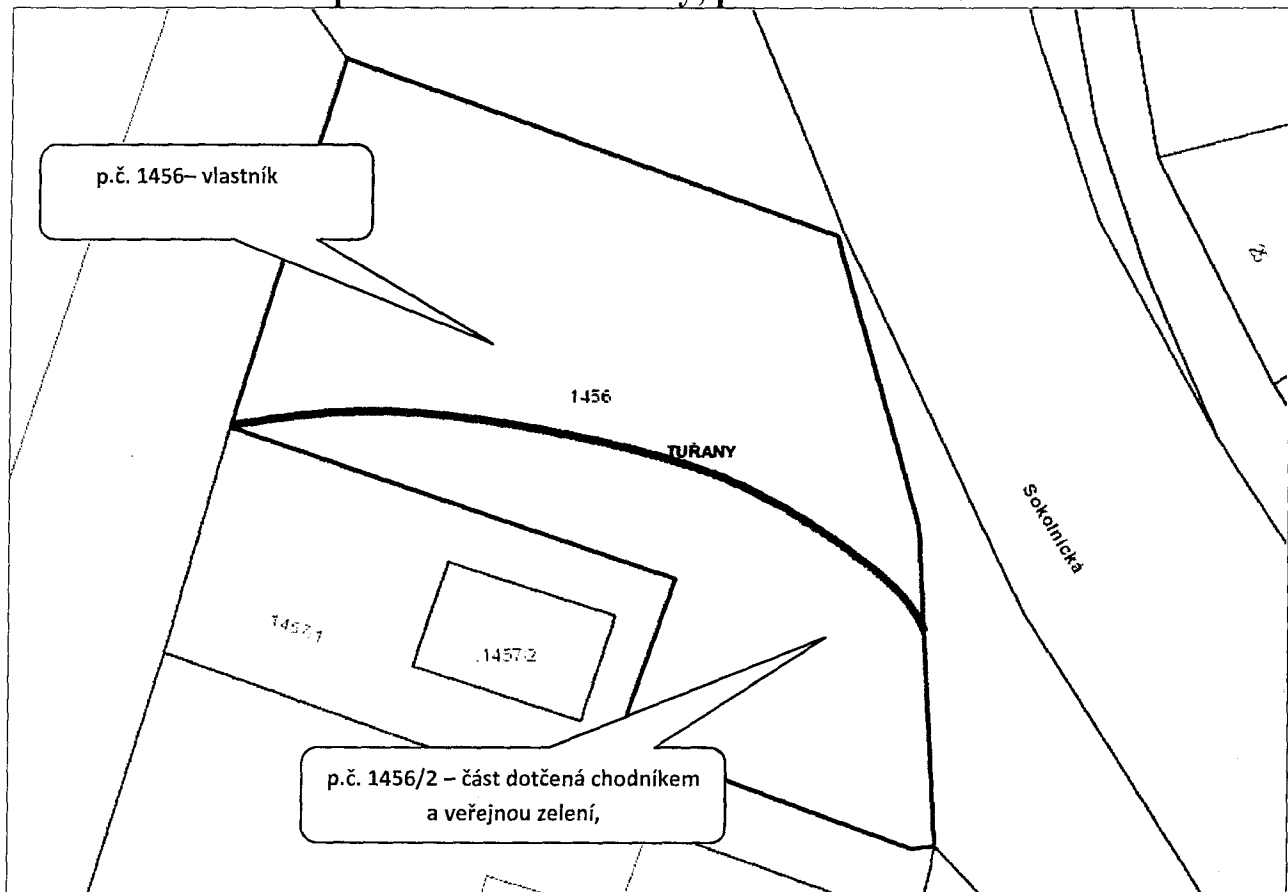 p.č. 1456– vlastník
1456
TUŘANY
Sokolnická
1457/1
1457/2
p.č. 1456/2 – část dotčená chodníkem
a veřejnou zelení,